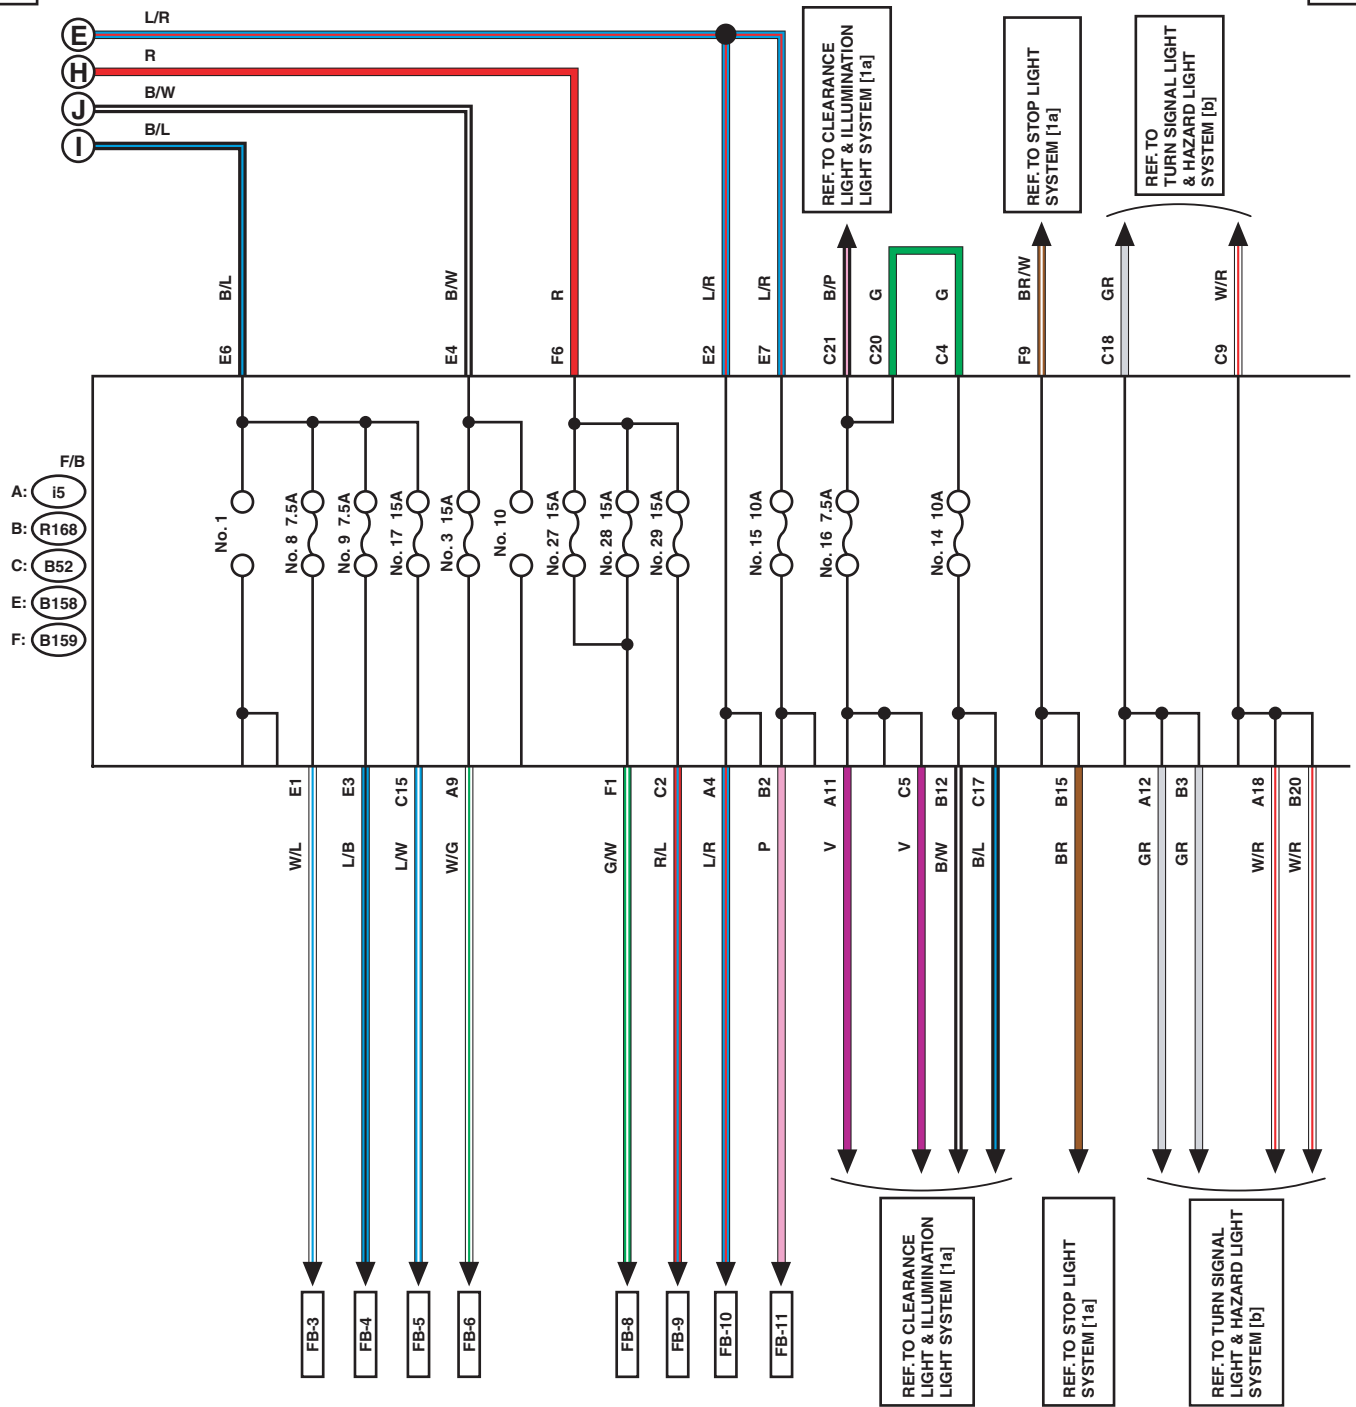 E
L/R
H
R
J
B/W
I
B/L
REF. TO CLEARANCE
LIGHT & ILLUMINATION
LIGHT SYSTEM [1a]
REF. TO STOP LIGHT
SYSTEM [1a]
REF. TO
TURN SIGNAL LIGHT
& HAZARD LIGHT
SYSTEM [b]
B/L
B/W
R
L/R
L/R
B/P
G
G
BR/W
GR
W/R
E6
E4
F6
E2
E7
C21
C20
C4
F9
C18
C9
F/B
A: i5
B: R168
C: B52
E: B158
F: B159
No. 1
No. 8 7.5A
No. 9 7.5A
No. 17 15A
No. 3 15A
No. 10
No. 27 15A
No. 28 15A
No. 29 15A
No. 15 10A
No. 16 7.5A
No. 14 10A
E1
E3
C15
A9
F1
C2
A4
B2
A11
C5
B12
C17
B15
A12
B3
A18
B20
W/L
L/B
L/W
W/G
G/W
R/L
L/R
P
V
V
B/W
B/L
BR
GR
GR
W/R
W/R
FB-3
FB-4
FB-5
FB-6
FB-8
FB-9
FB-10
FB-11
REF. TO CLEARANCE
LIGHT & ILLUMINATION
LIGHT SYSTEM [1a]
REF. TO STOP LIGHT
SYSTEM [1a]
REF. TO TURN SIGNAL
LIGHT & HAZARD LIGHT
SYSTEM [b]